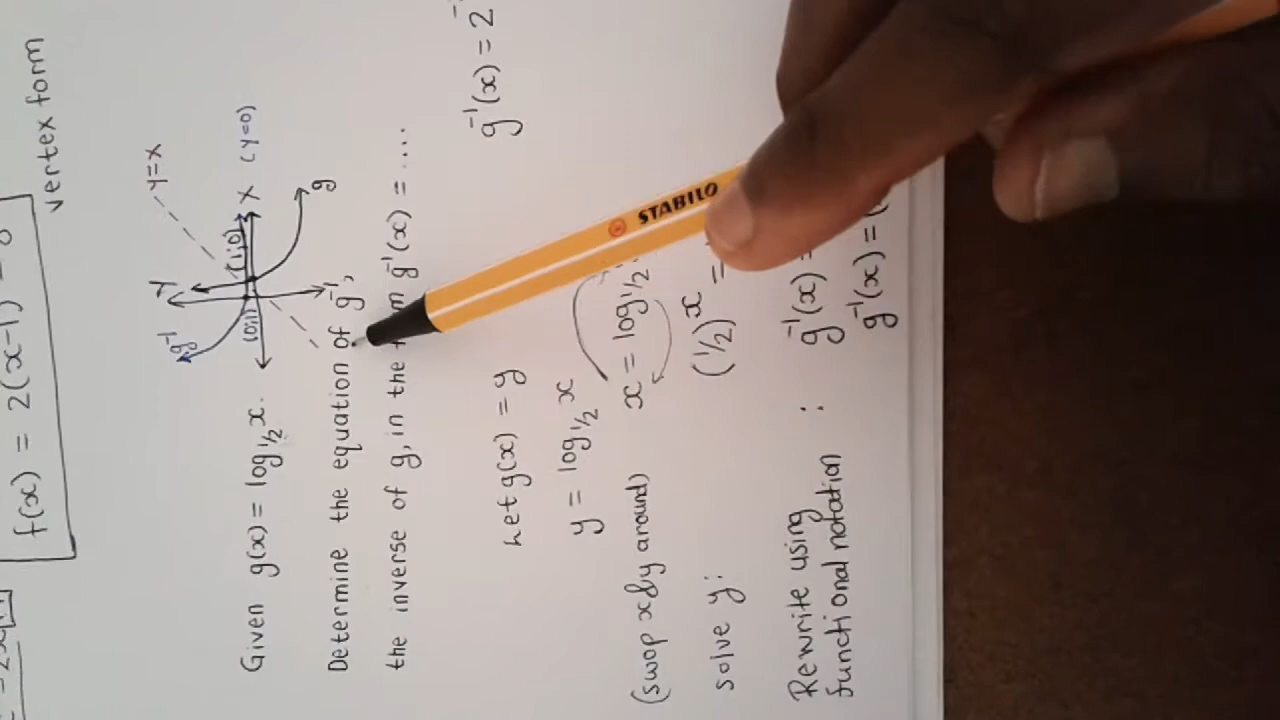 = 2x
f(x) = 2(x-1)
vertex form
Given g(x) = log1/2 x.
y=x
Y
g⁻¹
(1;0)
X (y=0)
(0;1)
g
Determine the equation of g⁻¹,
the inverse of g, in the g⁻¹(x) = ...
Let g(x) = y
g⁻¹(x) = 2
y = log1/2 x
(swop x & y around) x = log1/2
solve y: (1/2)ˣ =
Rewrite using
functional notation : g⁻¹(x) =
g⁻¹(x) =
STABILO